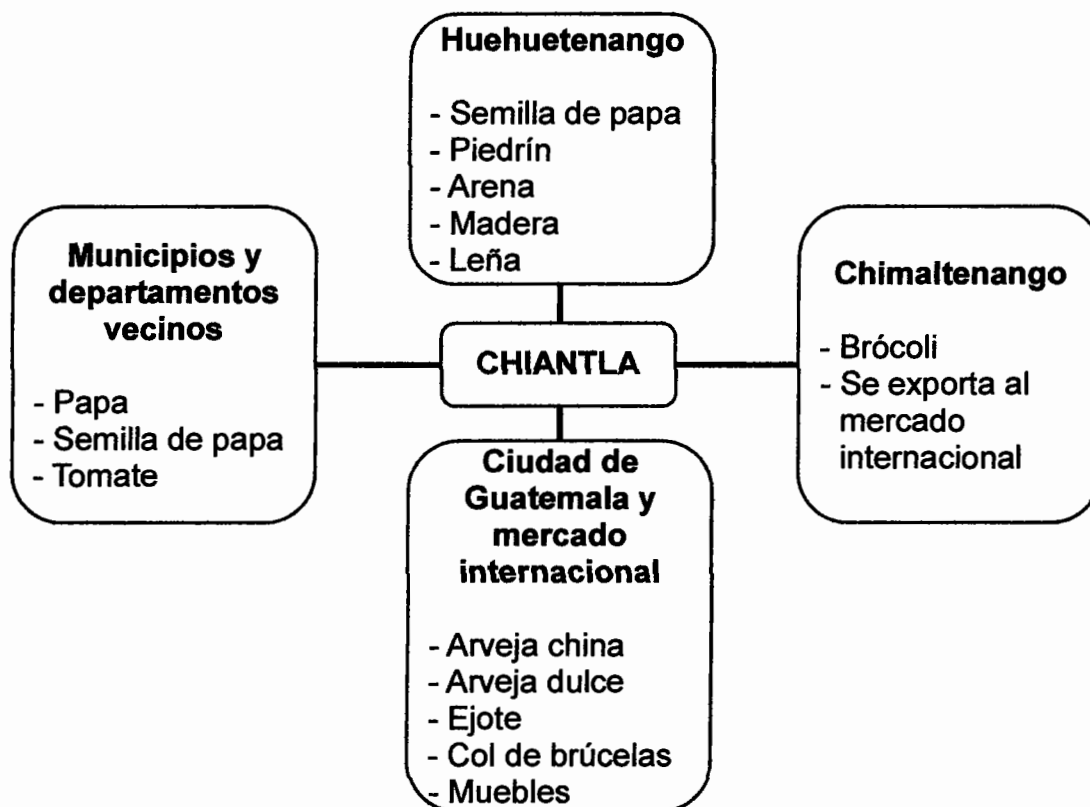 Huehuetenango
- Semilla de papa
- Piedrín
- Arena
- Madera
- Leña
Municipios y
departamentos
vecinos
- Papa
- Semilla de papa
- Tomate
CHIANTLA
Chimaltenango
- Brócoli
- Se exporta al
mercado
internacional
Ciudad de
Guatemala y
mercado
internacional
- Arveja china
- Arveja dulce
- Ejote
- Col de brúcelas
- Muebles